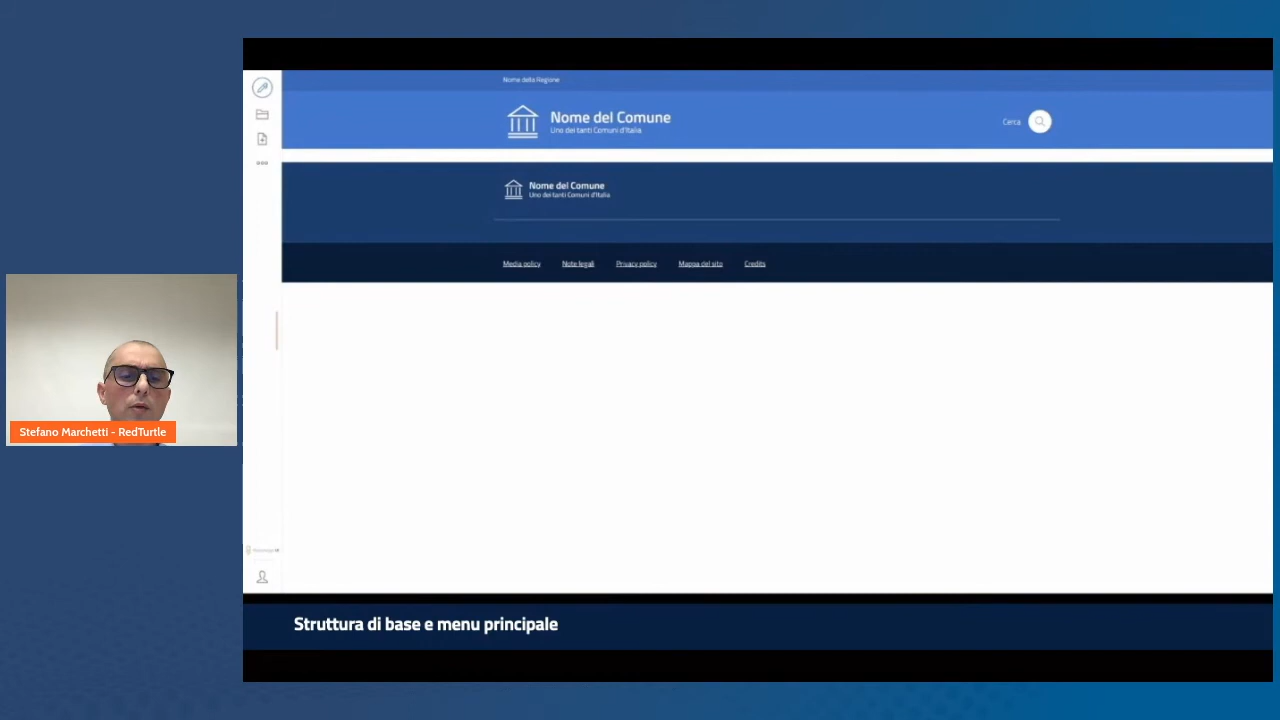 Nome della Regione
Nome del Comune
Uno dei tanti Comuni d'Italia
Cerca
Nome del Comune
Uno dei tanti Comuni d'Italia
Media policy Note legali Privacy policy Mappa del sito Credits
Stefano Marchetti - RedTurtle
Struttura di base e menu principale